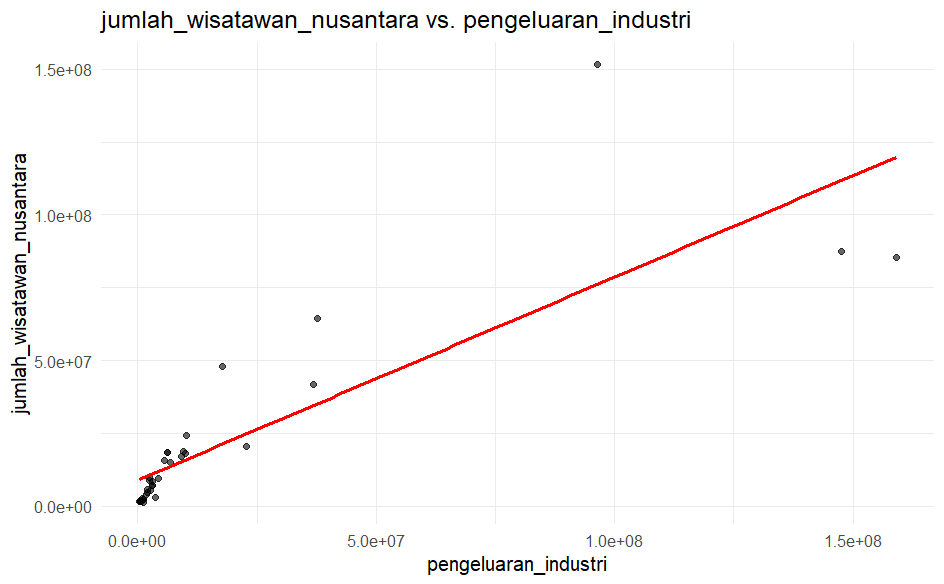 jumlah_wisatawan_nusantara vs. pengeluaran_industri
jumlah_wisatawan_nusantara
1.5e+08
1.0e+08
5.0e+07
0.0e+00
0.0e+00 5.0e+07 1.0e+08 1.5e+08
pengeluaran_industri